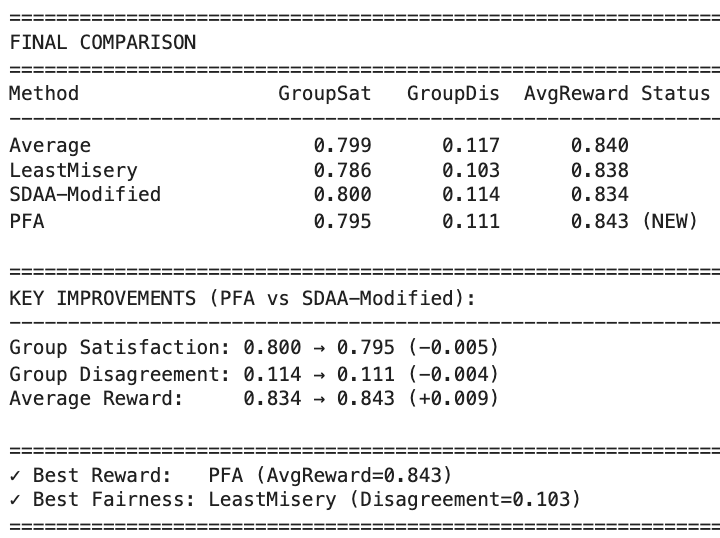 =============================================================
FINAL COMPARISON
=============================================================
Method                 GroupSat   GroupDis  AvgReward Status
-------------------------------------------------------------
Average                   0.799      0.117      0.840
LeastMisery               0.786      0.103      0.838
SDAA-Modified             0.800      0.114      0.834
PFA                       0.795      0.111      0.843 (NEW)
=============================================================
KEY IMPROVEMENTS (PFA vs SDAA-Modified):
-------------------------------------------------------------
Group Satisfaction: 0.800 → 0.795 (-0.005)
Group Disagreement: 0.114 → 0.111 (-0.004)
Average Reward:     0.834 → 0.843 (+0.009)
=============================================================
✓ Best Reward:   PFA (AvgReward=0.843)
✓ Best Fairness: LeastMisery (Disagreement=0.103)
=============================================================